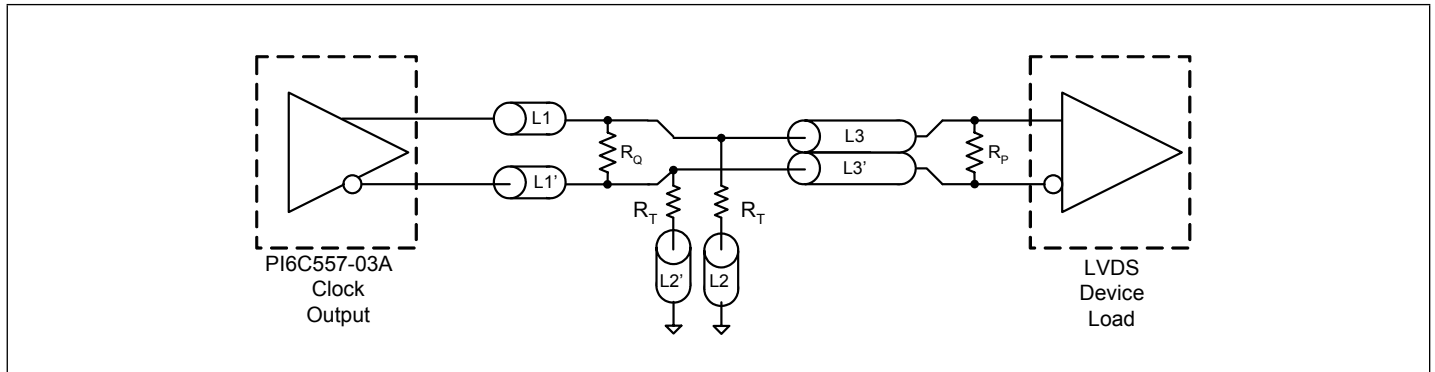 L1
L1'
R_Q
R_T
R_T
L2'
L2
L3
L3'
R_P
PI6C557-03A
Clock
Output
LVDS
Device
Load